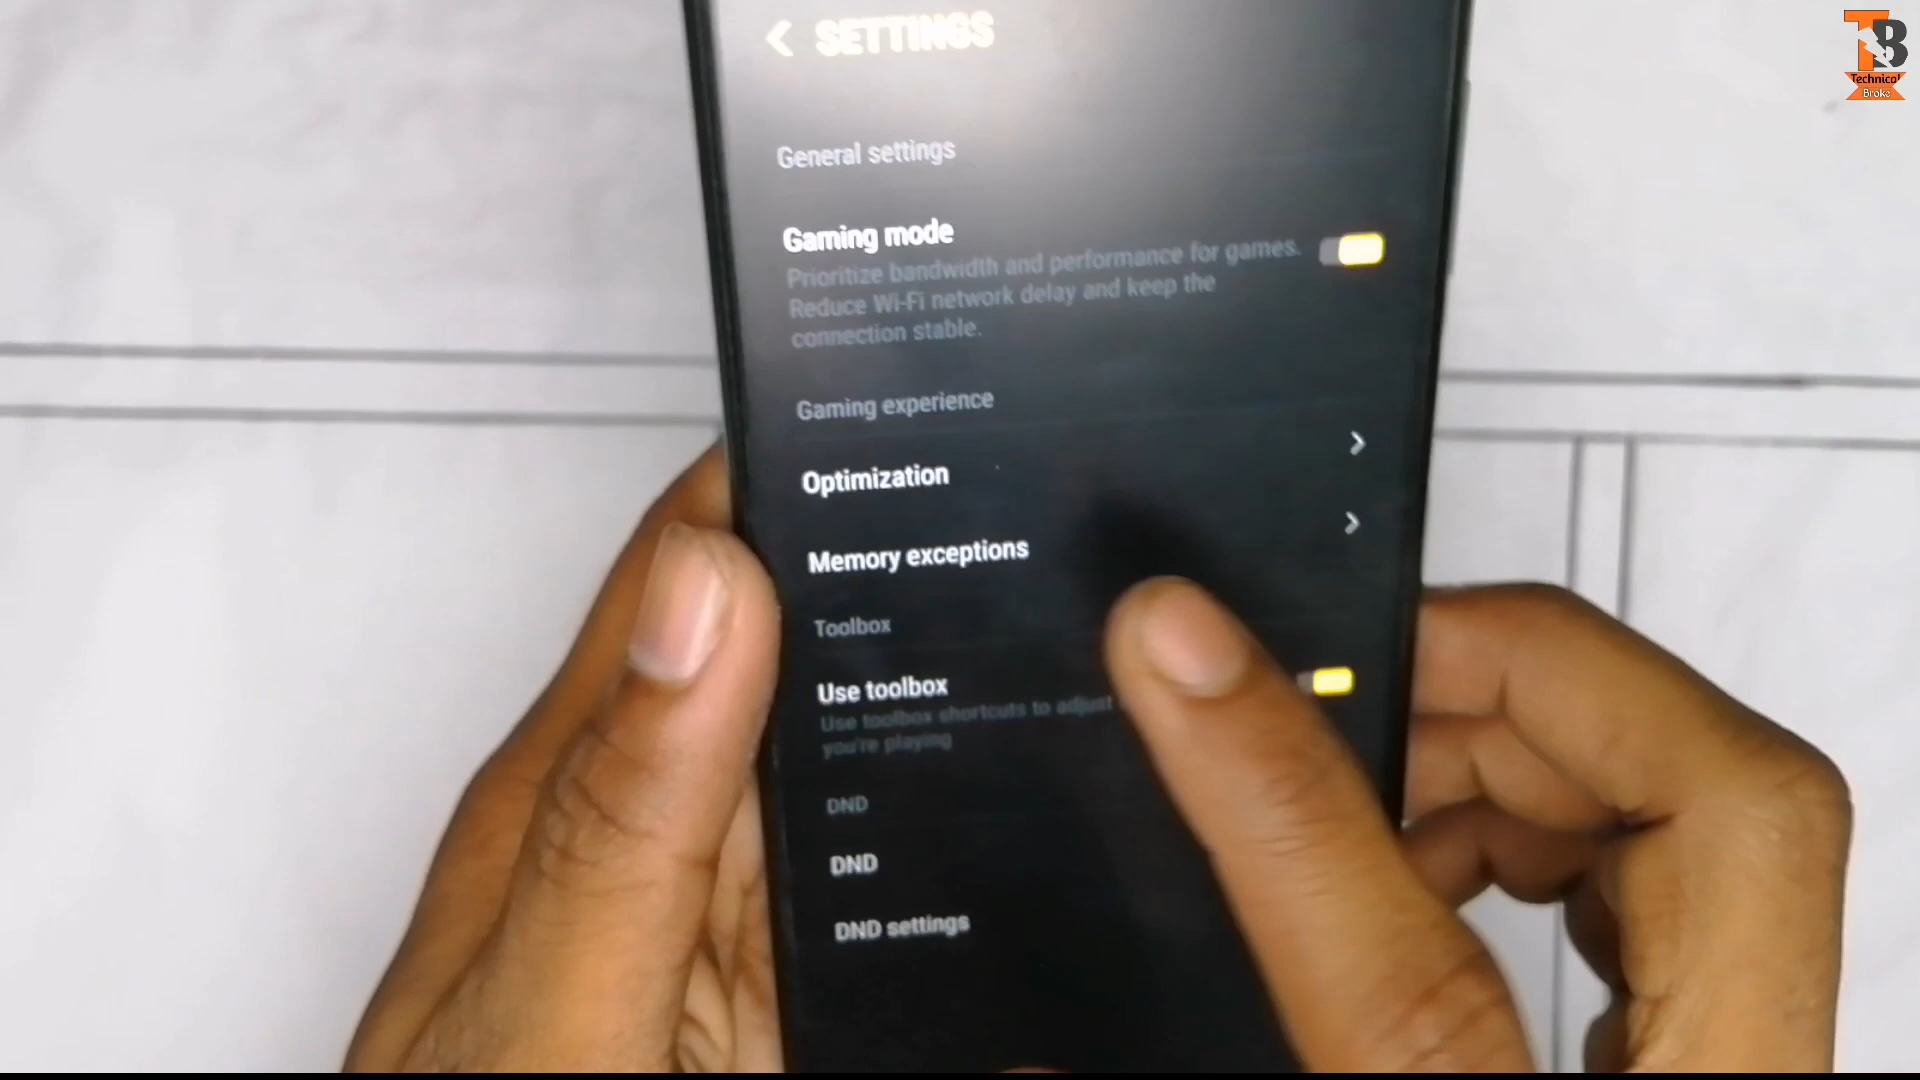 SETTINGS
General settings
Gaming mode
Prioritize bandwidth and performance for games.
Reduce Wi-Fi network delay and keep the
connection stable.
Gaming experience
Optimization
Memory exceptions
Toolbox
Use toolbox
Use toolbox shortcuts to adjust
you're playing
DND
DND
DND settings
TB
Technical
Broke